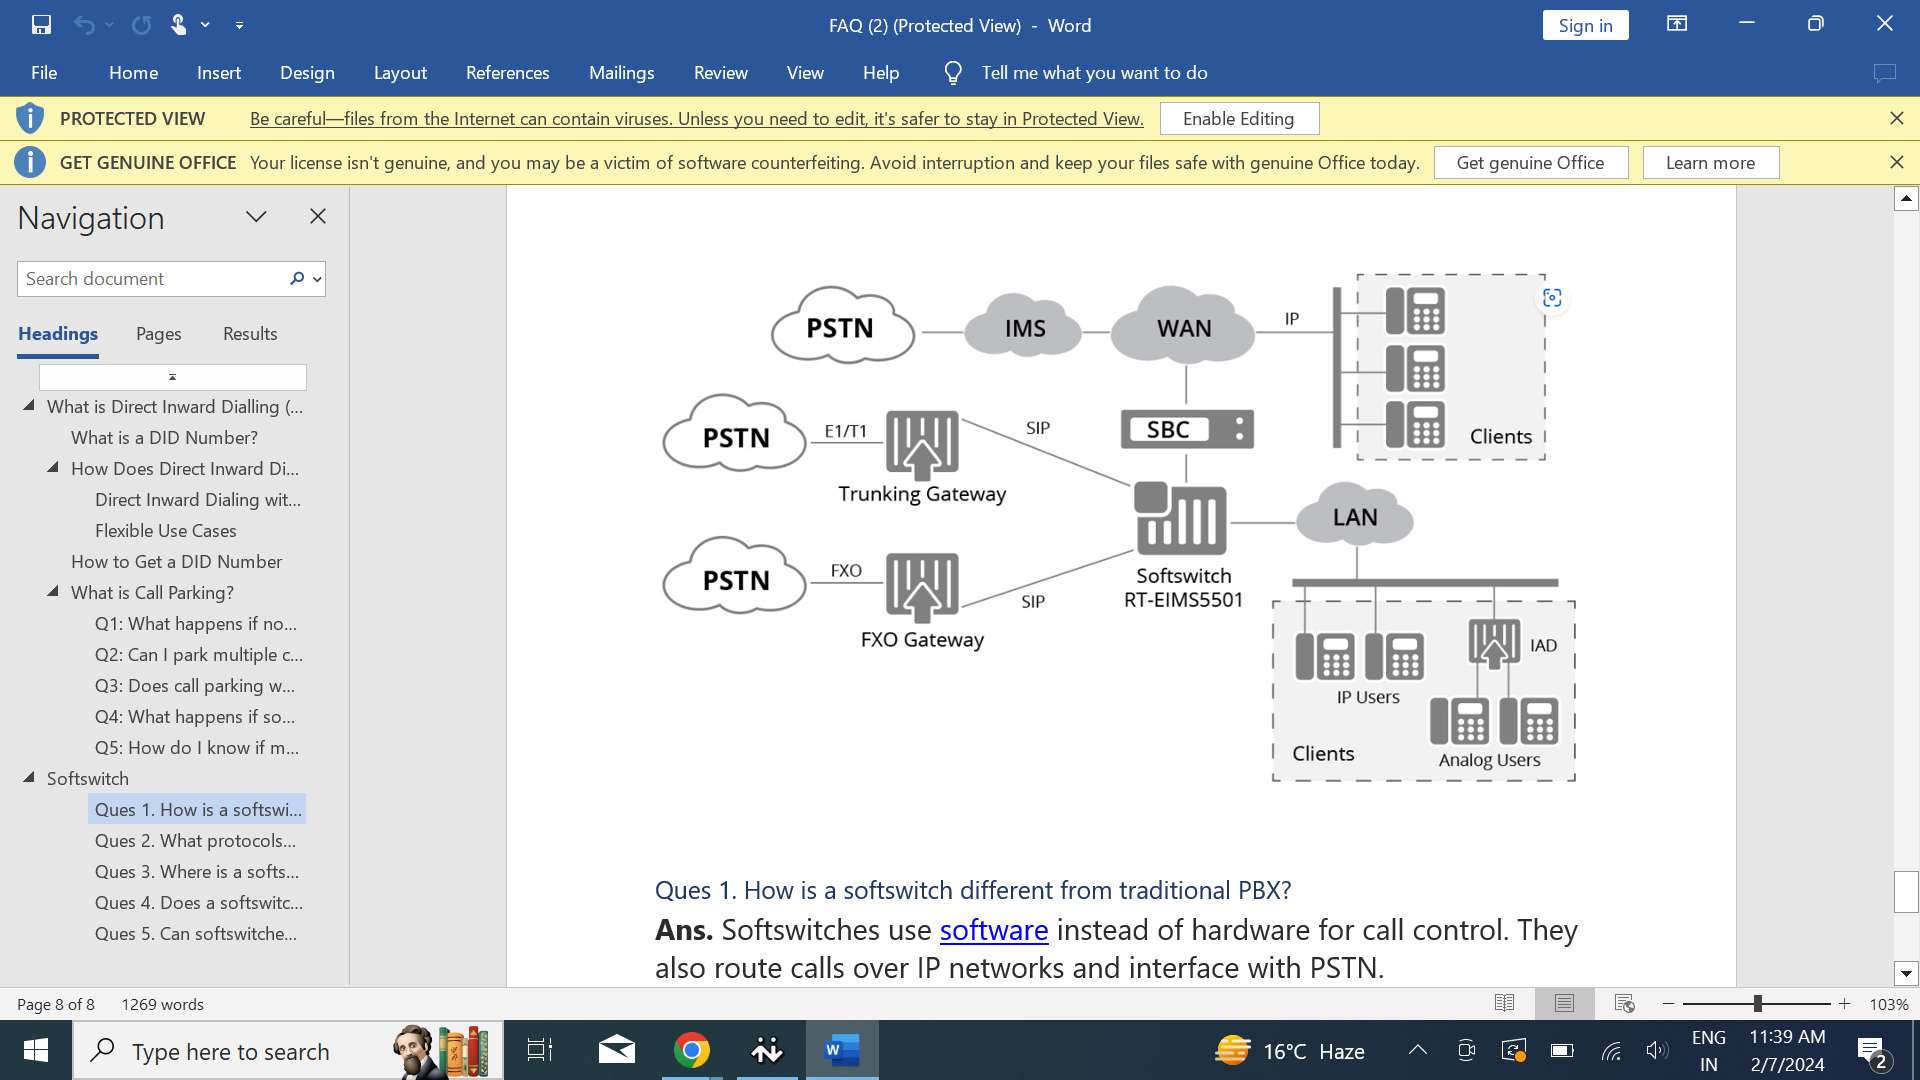 FAQ (2) (Protected View) - Word
Sign in
File Home Insert Design Layout References Mailings Review View Help Tell me what you want to do
PROTECTED VIEW Be careful—files from the Internet can contain viruses. Unless you need to edit, it's safer to stay in Protected View. Enable Editing
GET GENUINE OFFICE Your license isn't genuine, and you may be a victim of software counterfeiting. Avoid interruption and keep your files safe with genuine Office today. Get genuine Office Learn more
Navigation
Search document
Headings Pages Results
What is Direct Inward Dialling (...
What is a DID Number?
How Does Direct Inward Di...
Direct Inward Dialing wit...
Flexible Use Cases
How to Get a DID Number
What is Call Parking?
Q1: What happens if no...
Q2: Can I park multiple c...
Q3: Does call parking w...
Q4: What happens if so...
Q5: How do I know if m...
Softswitch
Ques 1. How is a softswi...
Ques 2. What protocols...
Ques 3. Where is a softs...
Ques 4. Does a softswitc...
Ques 5. Can softswitche...
PSTN IMS WAN IP
Clients
PSTN E1/T1 SIP SBC
Trunking Gateway
LAN
PSTN FXO SIP
FXO Gateway
Softswitch
RT-EIMS5501
IAD
IP Users
Clients
Analog Users
Ques 1. How is a softswitch different from traditional PBX?
Ans. Softswitches use software instead of hardware for call control. They
also route calls over IP networks and interface with PSTN.
Page 8 of 8 1269 words
103%
Type here to search
W
16°C Haze
ENG
IN
11:39 AM
2/7/2024
2